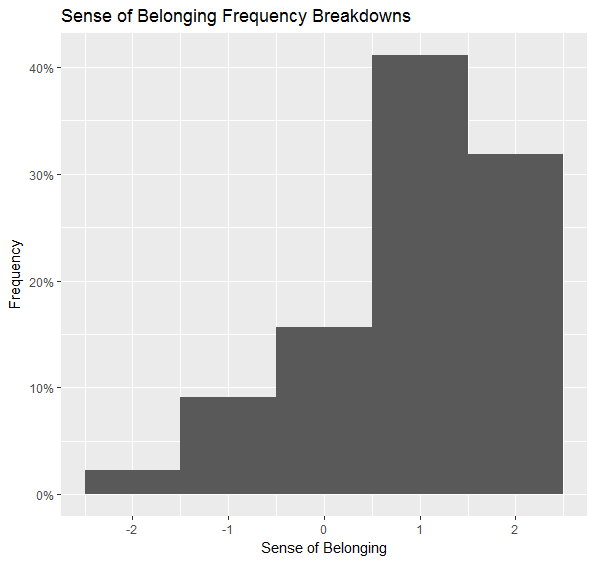 Sense of Belonging Frequency Breakdowns
40%
30%
20%
10%
0%
Frequency
-2 -1 0 1 2
Sense of Belonging